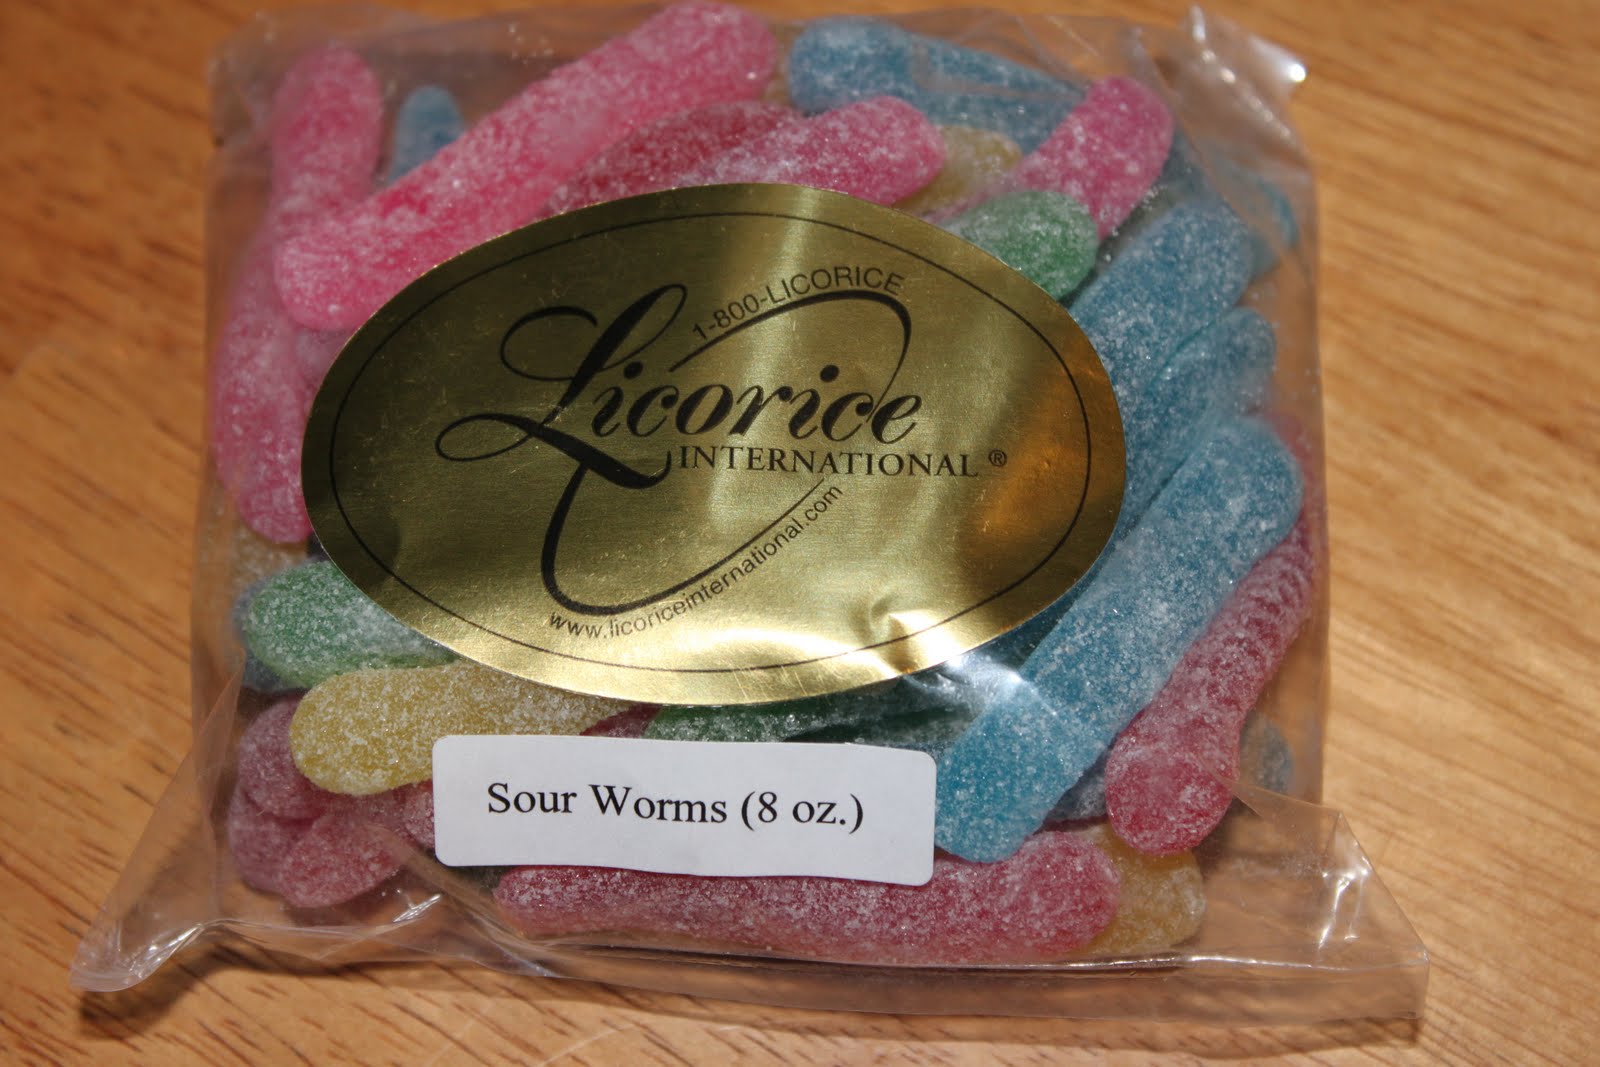 1-800-LICORICE
Licorice
INTERNATIONAL®
www.licoriceinternational.com
Sour Worms (8 oz.)